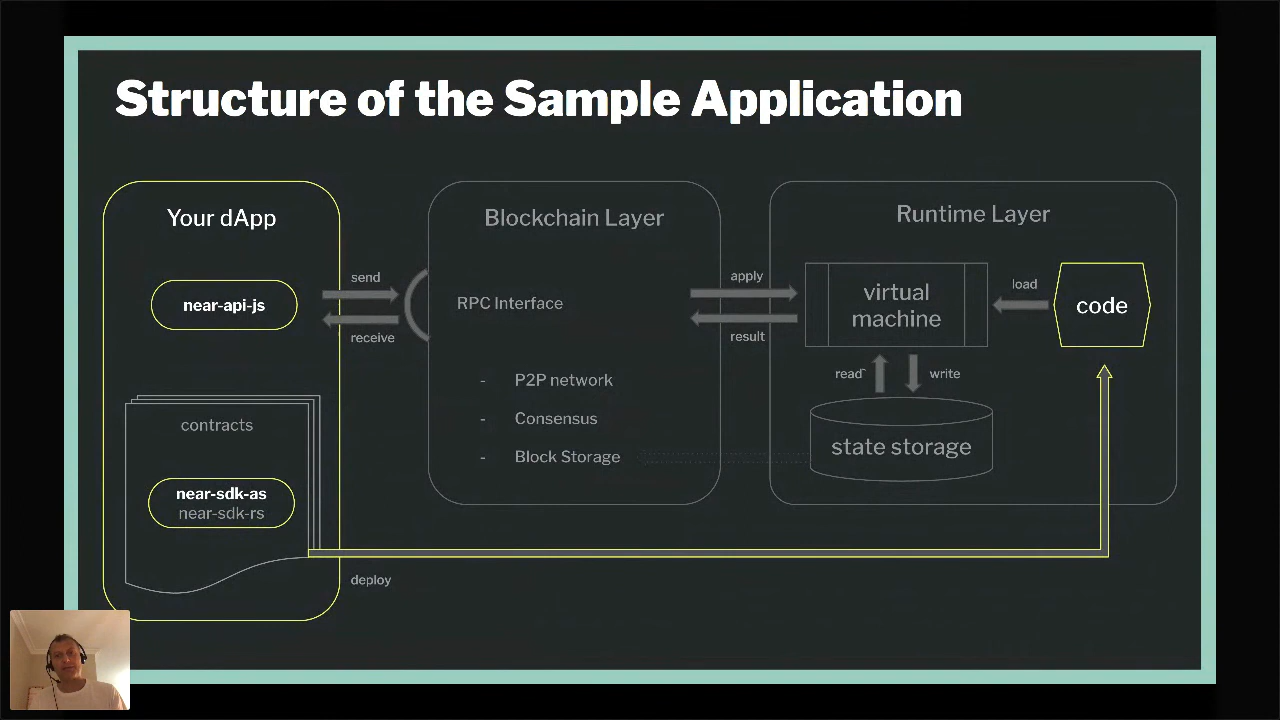 Structure of the Sample Application
Your dApp
near-api-js
contracts
near-sdk-as
near-sdk-rs
send
receive
deploy
Blockchain Layer
RPC Interface
- P2P network
- Consensus
- Block Storage
apply
result
Runtime Layer
virtual
machine
load
code
read
write
state storage